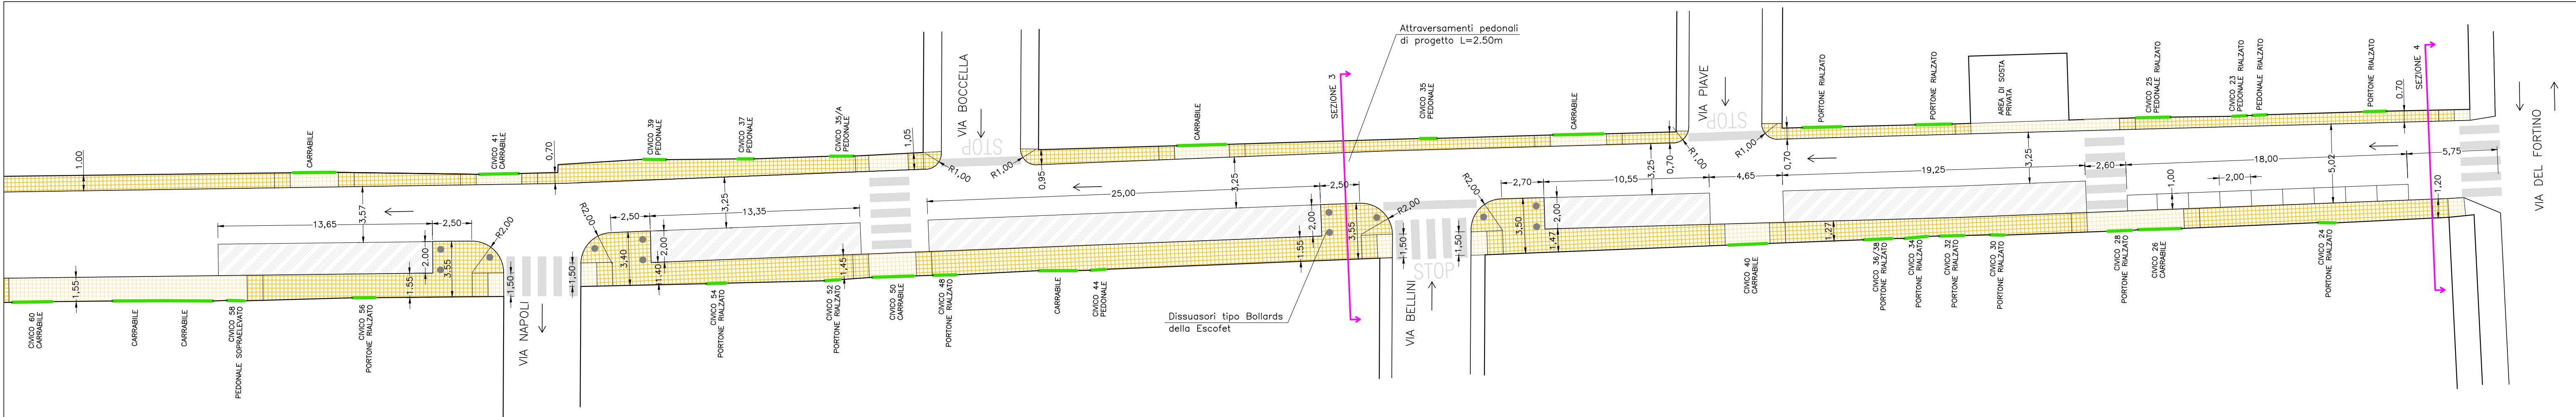 Attraversamenti pedonali
di progetto L=2.50m
CARRABILE
CIVICO 41
CARRABILE
CIVICO 39
PEDONALE
CIVICO 37
PEDONALE
CIVICO 35/A
PEDONALE
VIA BOCCELLA
STOP
CARRABILE
SEZIONE 3
CIVICO 35
PEDONALE
CARRABILE
VIA PIAVE
STOP
PORTONE RIALZATO
PORTONE RIALZATO
AREA DI SOSTA
PRIVATA
CIVICO 25
PEDONALE RIALZATO
CIVICO 23
PEDONALE RIALZATO
PEDONALE RIALZATO
PORTONE RIALZATO
SEZIONE 4
VIA DEL FORTINO
1.00
0,70
1,05
R1,00
R1,00
0,95
0,70
R1,00
R1,00
0,70
0.70
3,57
3,25
3,25
3,25
3,25
5,02
13,65
2,50
R2,00
R2,00
2,50
13,35
25,00
2,50
R2,00
R2,00
2,70
10,55
4,65
19,25
2,60
18,00
5,75
1,00
2,00
1,20
1,55
1,55
2,00
3,55
1,50
1,50
3,40
2,00
1,40
1,45
1,55
2,00
3,55
1,50
1,50
3,50
2,00
1,47
1,27
STOP
CIVICO 60
CARRABILE
CARRABILE
CARRABILE
CIVICO 58
PEDONALE SOPRAELEVATO
CIVICO 56
PORTONE RIALZATO
VIA NAPOLI
CIVICO 54
PORTONE RIALZATO
CIVICO 52
PORTONE RIALZATO
CIVICO 50
CARRABILE
CIVICO 48
PORTONE RIALZATO
CARRABILE
CIVICO 44
PEDONALE
Dissuasori tipo Bollards
della Escofet
VIA BELLINI
CIVICO 40
CARRABILE
CIVICO 36/38
PORTONE RIALZATO
CIVICO 34
PORTONE RIALZATO
CIVICO 32
PORTONE RIALZATO
CIVICO 30
PORTONE RIALZATO
CIVICO 28
PORTONE RIALZATO
CIVICO 26
CARRABILE
CIVICO 24
PORTONE RIALZATO